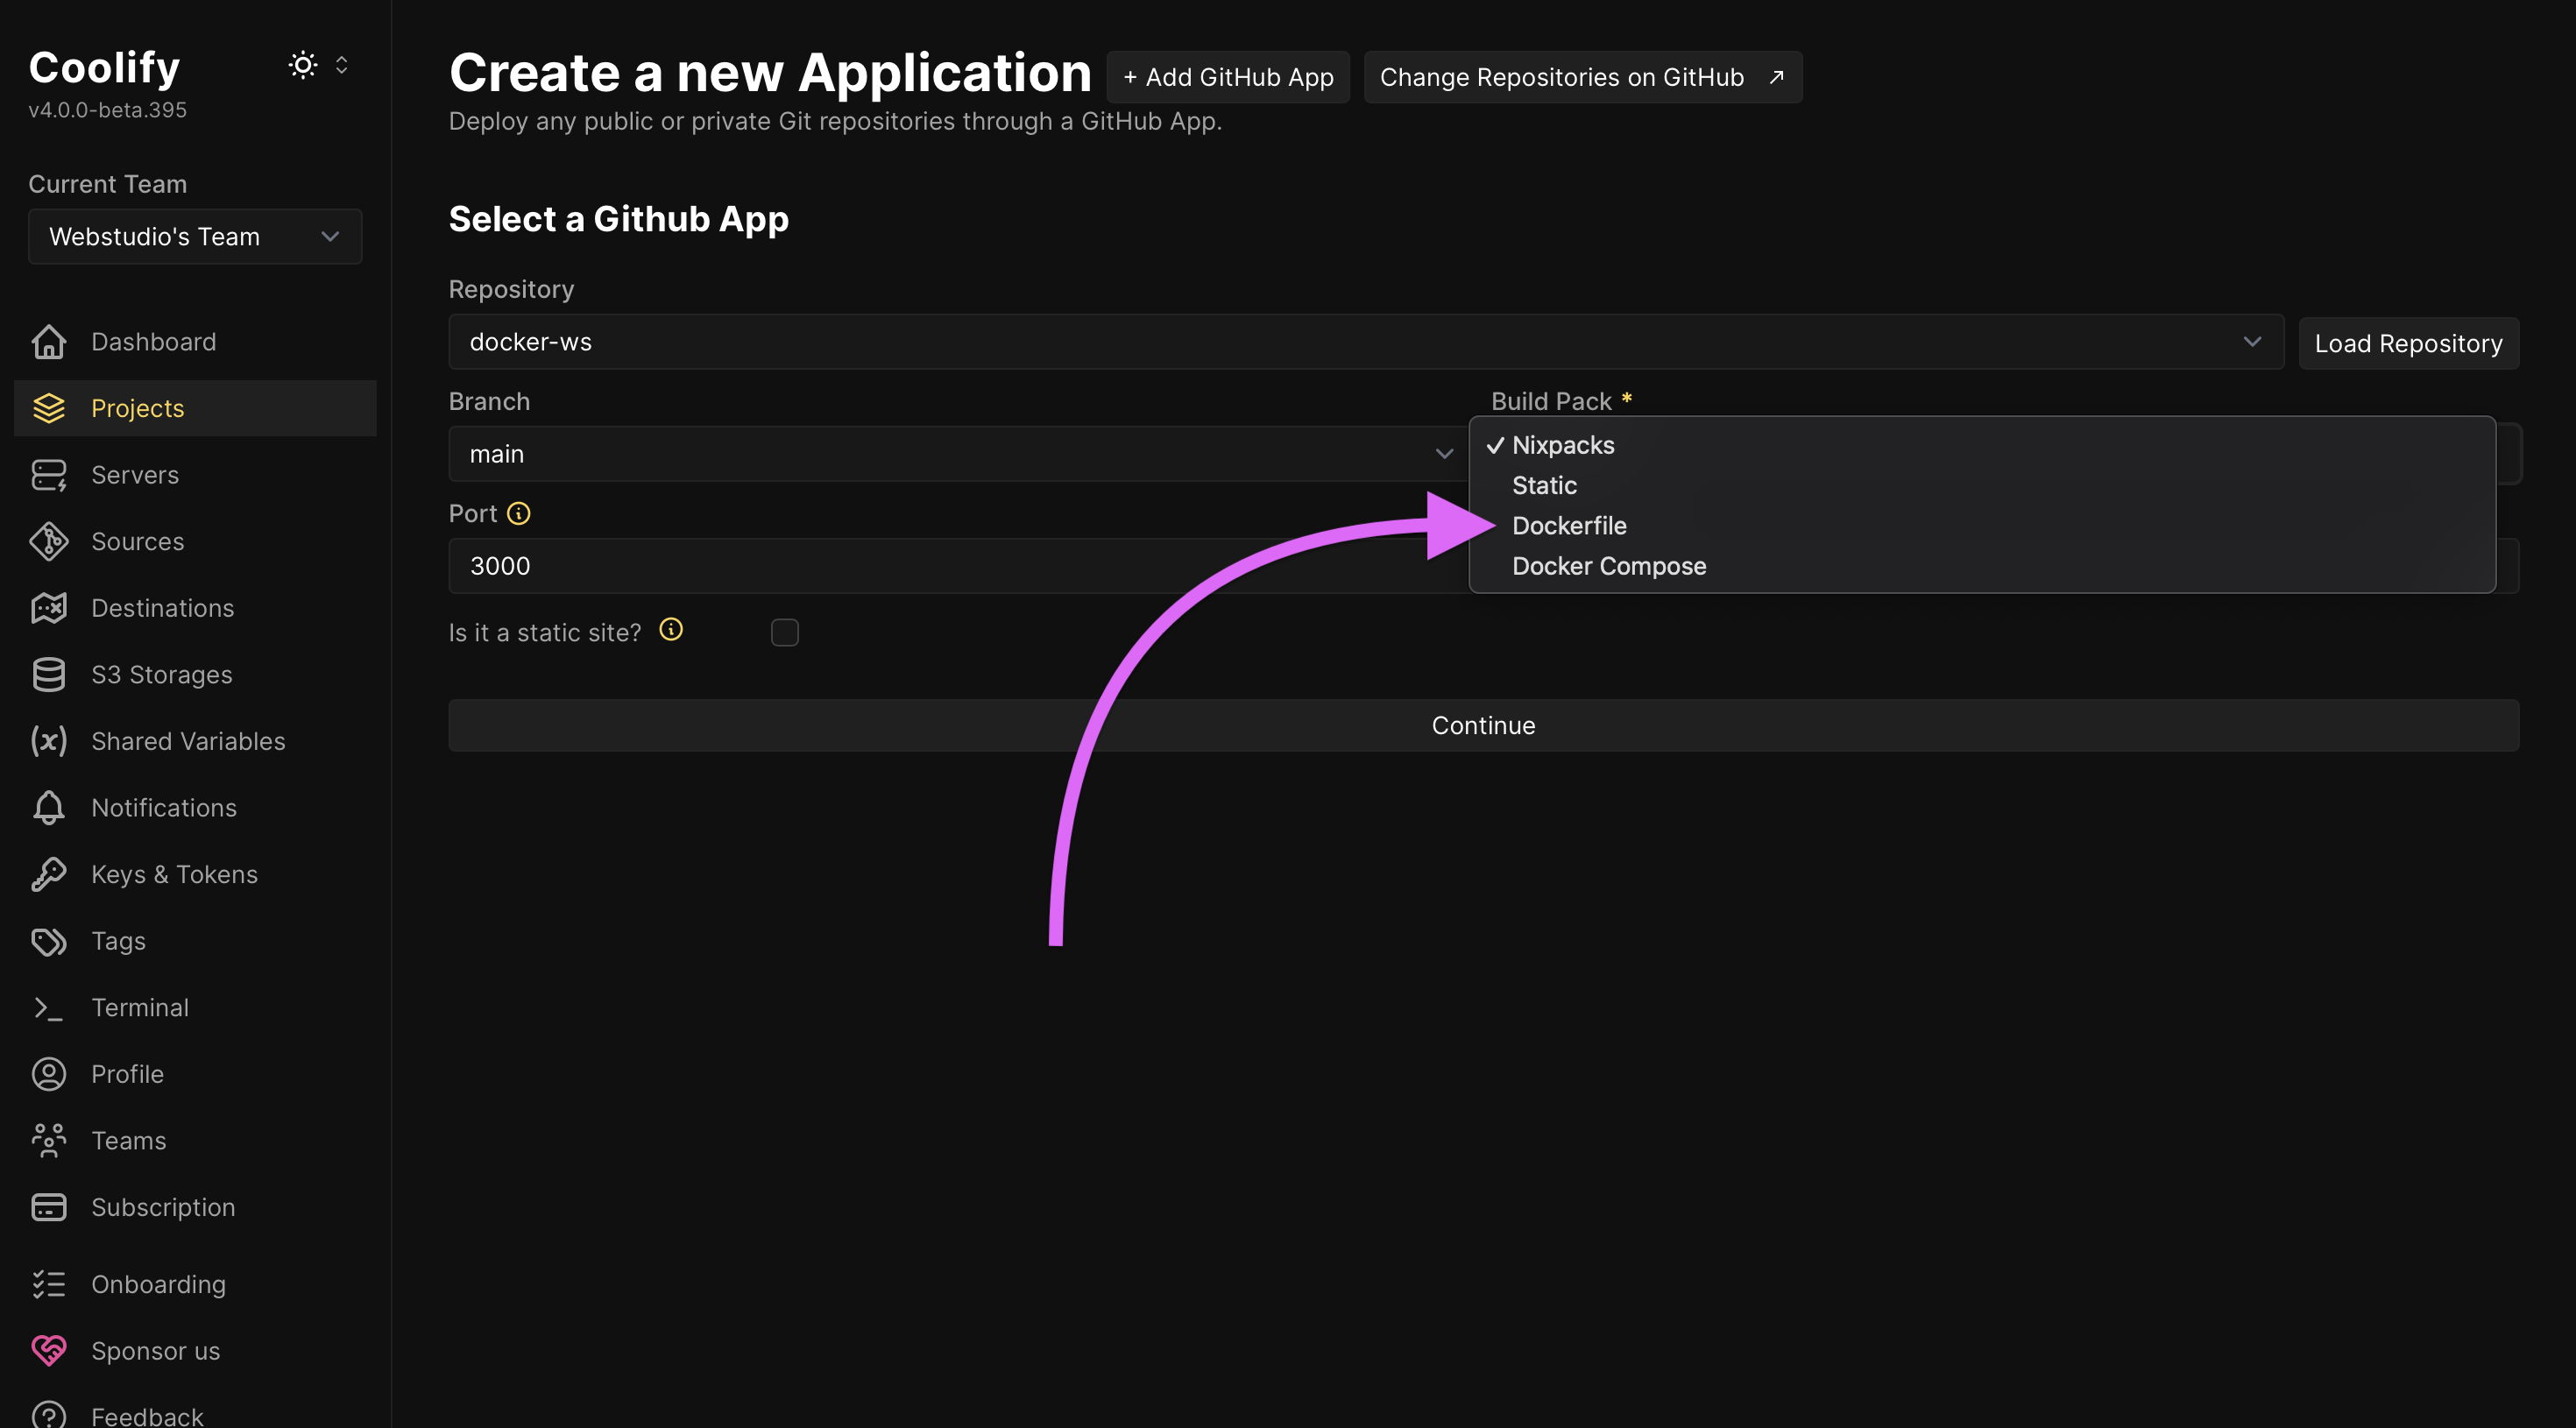 Coolify
v4.0.0-beta.395
Current Team
Webstudio's Team
Dashboard
Projects
Servers
Sources
Destinations
S3 Storages
Shared Variables
Notifications
Keys & Tokens
Tags
Terminal
Profile
Teams
Subscription
Onboarding
Sponsor us
Feedback
Create a new Application
+ Add GitHub App
Change Repositories on GitHub
Deploy any public or private Git repositories through a GitHub App.
Select a Github App
Repository
docker-ws
Load Repository
Branch
main
Build Pack *
Nixpacks
Static
Dockerfile
Docker Compose
Port
3000
Is it a static site?
Continue